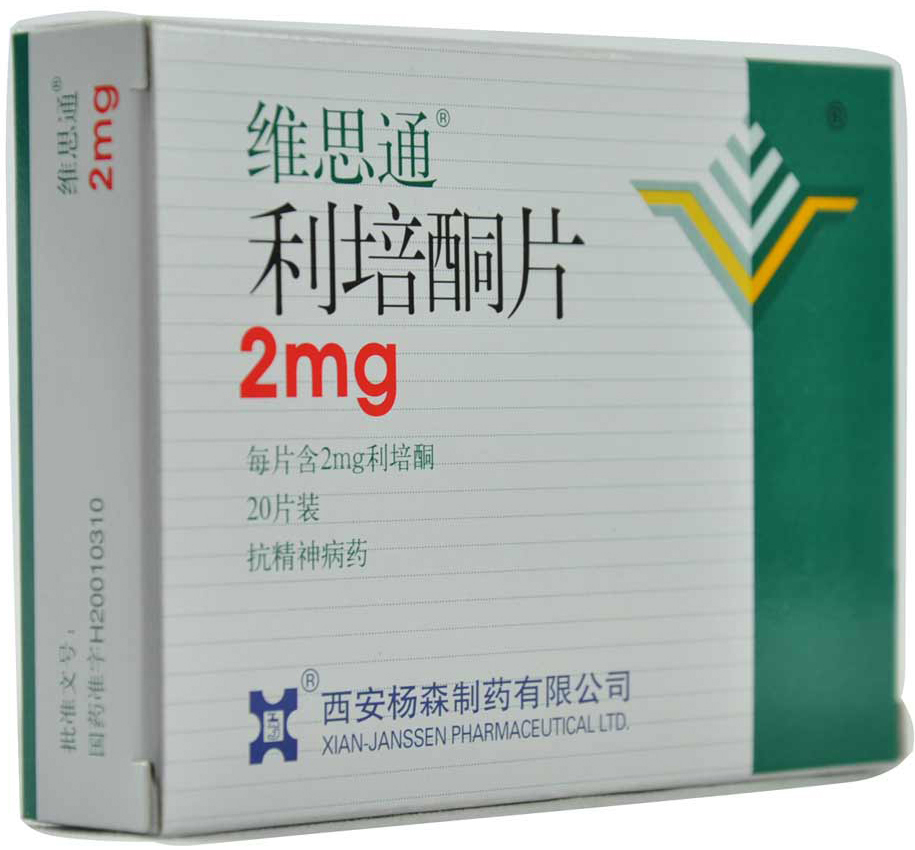 维思通®
2mg
批准文号：
国药准字H20010310
维思通®
利培酮片
2mg
每片含2mg利培酮
20片装
抗精神病药
®
西安杨森制药有限公司
XIAN-JANSSEN PHARMACEUTICAL LTD.
®